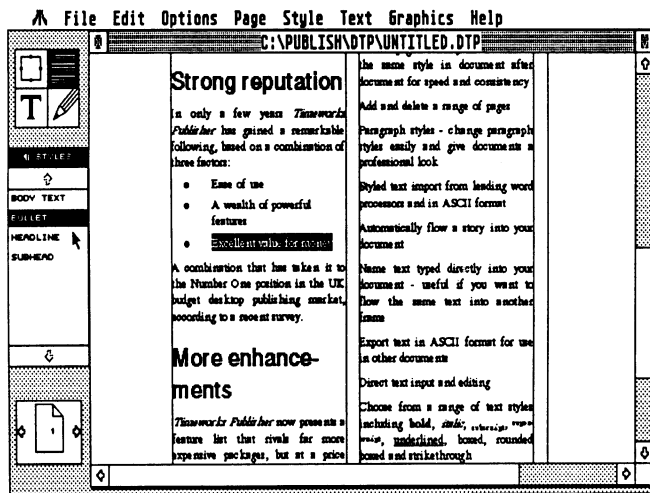 File Edit Options Page Style Text Graphics Help
C:\PUBLISH\DTP\UNTITLED.DTP
T
¶ STYLES
BODY TEXT
BULLET
HEADLINE
SUBHEAD
1
Strong reputation
In only a few years Timeworks
Publisher has gained a remarkable
following, based on a combination of
three factors:
• Ease of use
• A wealth of powerful
features
• Excellent value for money
A combination that has taken it to
the Number One position in the UK
budget desktop publishing market,
according to a recent survey.
More enhance-
ments
Timeworks Publisher now presents a
feature list that rivals far more
expensive packages, but at a price
the same style in document after
document for speed and consistency
Add and delete a range of pages
Paragraph styles - change paragraph
styles easily and give documents a
professional look
Styled text import from leading word
processors and in ASCII format
Automatically flow a story into your
document
Name text typed directly into your
document - useful if you want to
flow the same text into another
frame
Export text in ASCII format for use
in other documents
Direct text input and editing
Choose from a range of text styles
including bold, italic, subscript, super
script, underlined, boxed, rounded
boxed and strikethrough